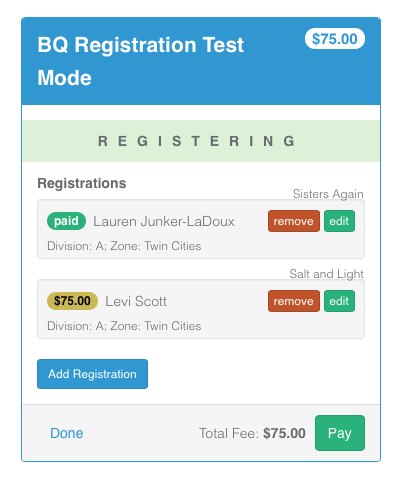 BQ Registration Test $75.00
Mode
REGISTERING
Registrations
Sisters Again
paid Lauren Junker-LaDoux remove edit
Division: A; Zone: Twin Cities
Salt and Light
$75.00 Levi Scott remove edit
Division: A; Zone: Twin Cities
Add Registration
Done Total Fee: $75.00 Pay